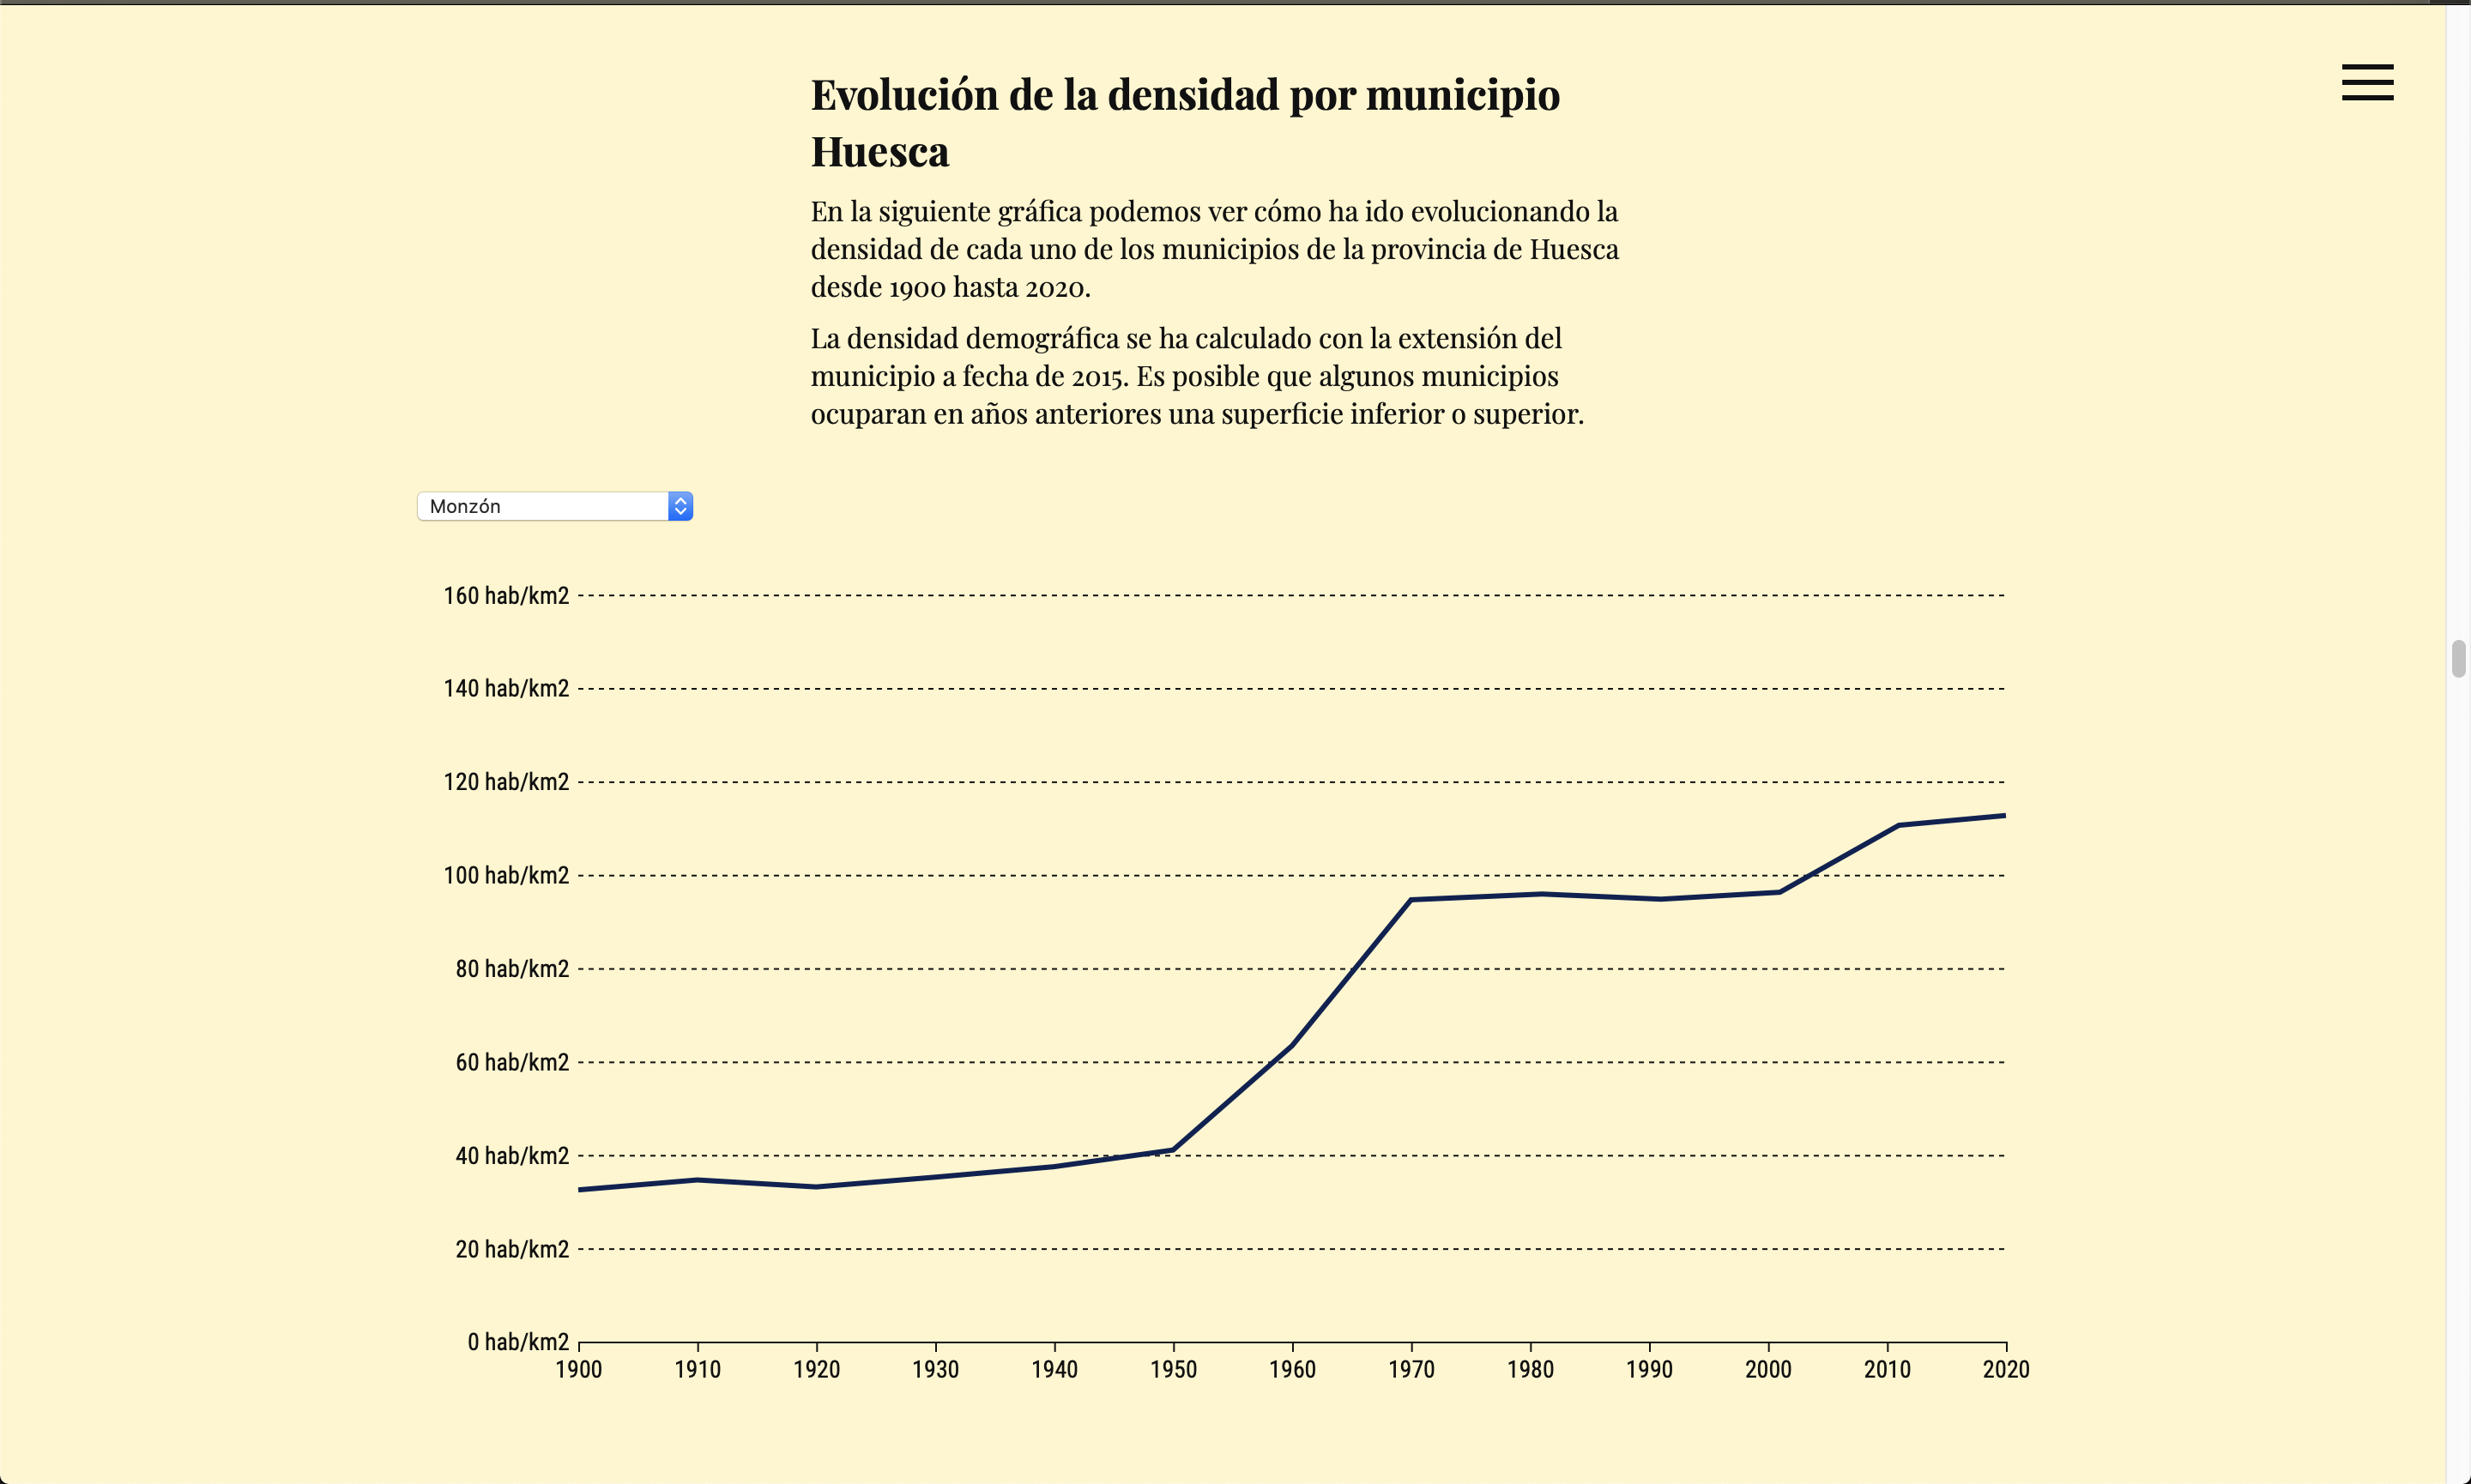 Evolución de la densidad por municipio
Huesca
En la siguiente gráfica podemos ver cómo ha ido evolucionando la
densidad de cada uno de los municipios de la provincia de Huesca
desde 1900 hasta 2020.
La densidad demográfica se ha calculado con la extensión del
municipio a fecha de 2015. Es posible que algunos municipios
ocuparan en años anteriores una superficie inferior o superior.
Monzón
160 hab/km2
140 hab/km2
120 hab/km2
100 hab/km2
80 hab/km2
60 hab/km2
40 hab/km2
20 hab/km2
0 hab/km2
1900 1910 1920 1930 1940 1950 1960 1970 1980 1990 2000 2010 2020